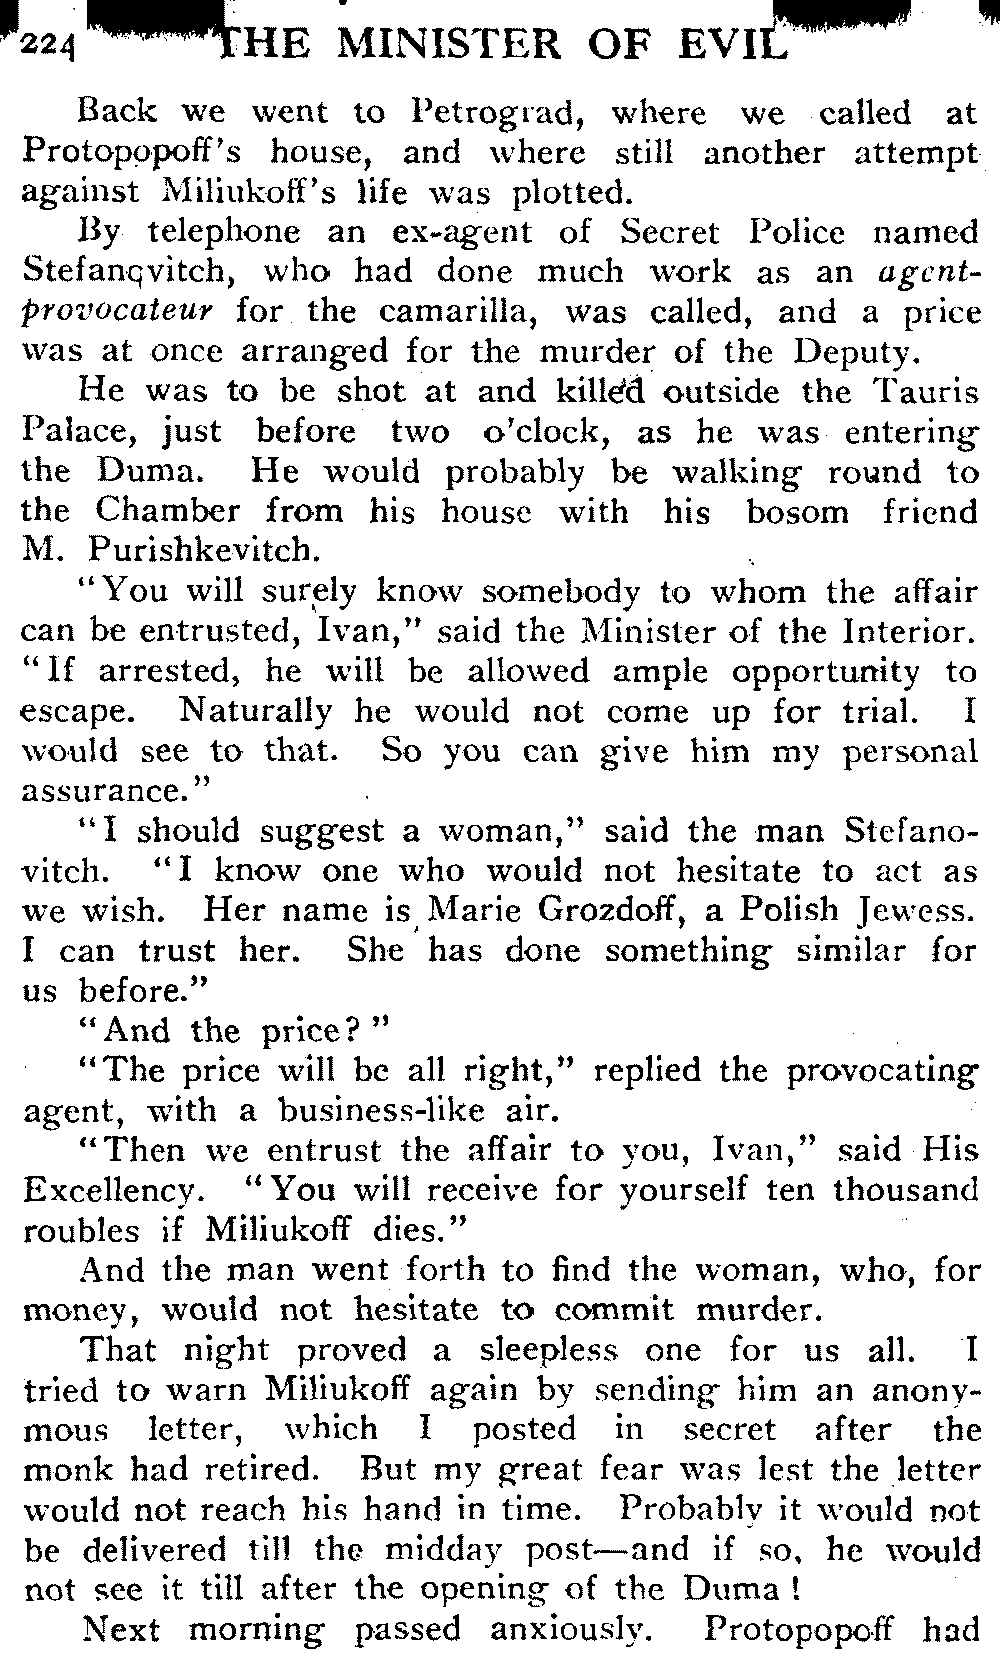 224 THE MINISTER OF EVIL
Back we went to Petrograd, where we called at
Protopopoff's house, and where still another attempt
against Miliukoff's life was plotted.
By telephone an ex-agent of Secret Police named
Stefanqvitch, who had done much work as an agent-
provocateur for the camarilla, was called, and a price
was at once arranged for the murder of the Deputy.
He was to be shot at and killed outside the Tauris
Palace, just before two o'clock, as he was entering
the Duma. He would probably be walking round to
the Chamber from his house with his bosom friend
M. Purishkevitch.
"You will surely know somebody to whom the affair
can be entrusted, Ivan," said the Minister of the Interior.
"If arrested, he will be allowed ample opportunity to
escape. Naturally he would not come up for trial. I
would see to that. So you can give him my personal
assurance."
"I should suggest a woman," said the man Stefano-
vitch. "I know one who would not hesitate to act as
we wish. Her name is Marie Grozdoff, a Polish Jewess.
I can trust her. She has done something similar for
us before."
"And the price?"
"The price will be all right," replied the provocating
agent, with a business-like air.
"Then we entrust the affair to you, Ivan," said His
Excellency. "You will receive for yourself ten thousand
roubles if Miliukoff dies."
And the man went forth to find the woman, who, for
money, would not hesitate to commit murder.
That night proved a sleepless one for us all. I
tried to warn Miliukoff again by sending him an anony-
mous letter, which I posted in secret after the
monk had retired. But my great fear was lest the letter
would not reach his hand in time. Probably it would not
be delivered till the midday post—and if so, he would
not see it till after the opening of the Duma!
Next morning passed anxiously. Protopopoff had